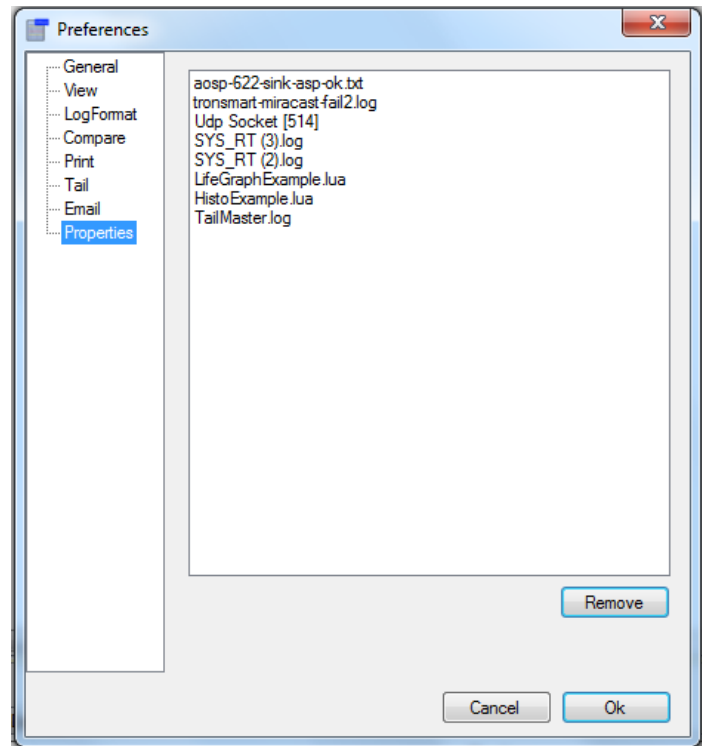 Preferences
General
View
LogFormat
Compare
Print
Tail
Email
Properties
aosp-622-sink-asp-ok.txt
tronsmart-miracast-fail2.log
Udp Socket [514]
SYS_RT (3).log
SYS_RT (2).log
LifeGraphExample.lua
HistoExample.lua
TailMaster.log
Remove
Cancel
Ok